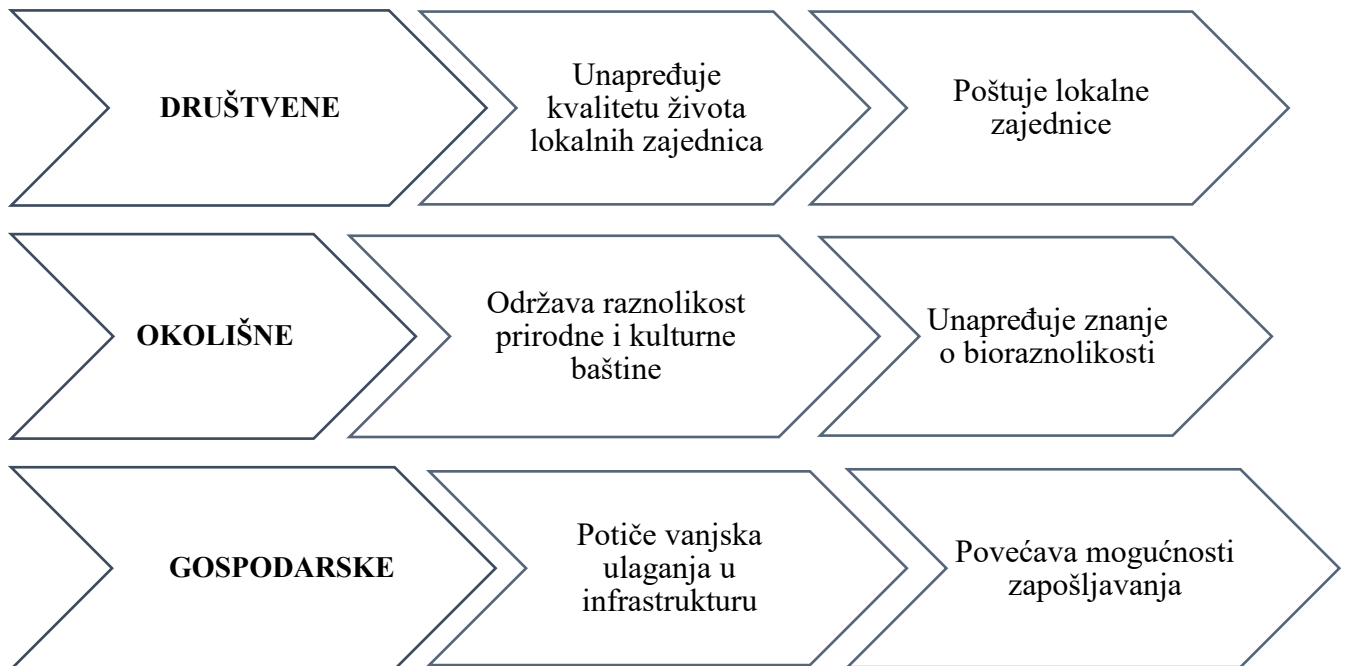 DRUŠTVENE
Unapređuje
kvalitetu života
lokalnih zajednica
Poštuje lokalne
zajednice
OKOLIŠNE
Održava raznolikost
prirodne i kulturne
baštine
Unapređuje znanje
o bioraznolikosti
GOSPODARSKE
Potiče vanjska
ulaganja u
infrastrukturu
Povećava mogućnosti
zapošljavanja